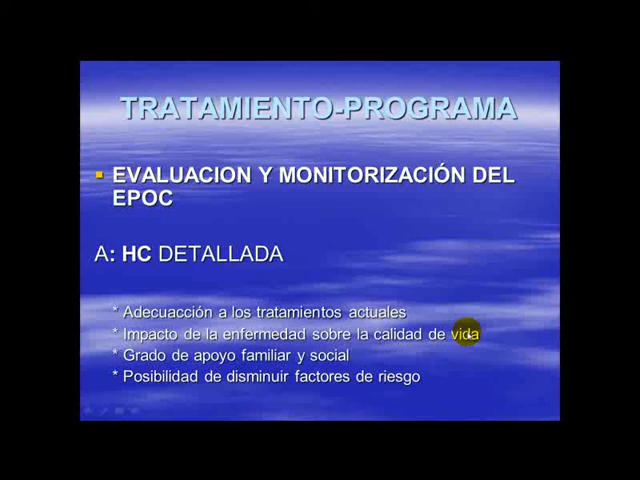 TRATAMIENTO-PROGRAMA
EVALUACION Y MONITORIZACIÓN DEL
EPOC
A: HC DETALLADA
* Adecuacción a los tratamientos actuales
* Impacto de la enfermedad sobre la calidad de vida
* Grado de apoyo familiar y social
* Posibilidad de disminuir factores de riesgo